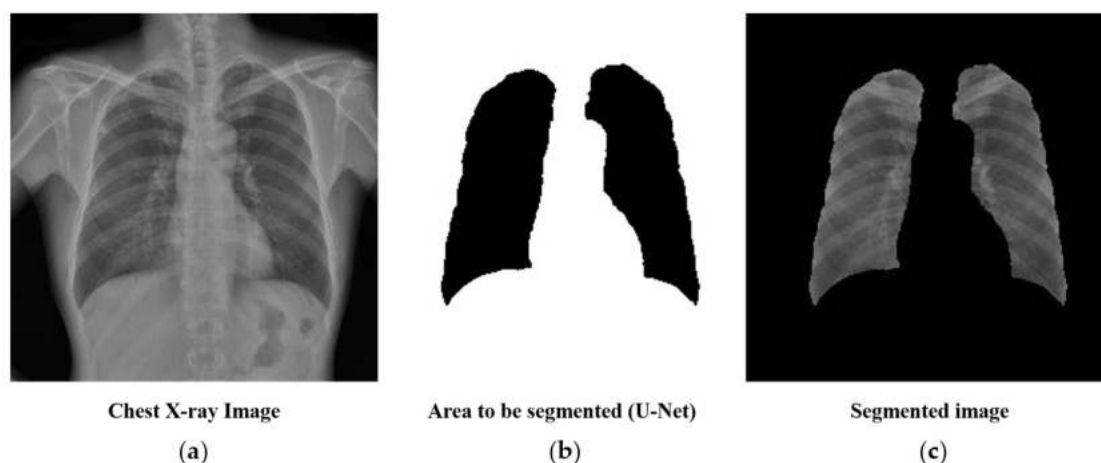 Chest X-ray Image
Area to be segmented (U-Net)
Segmented image
(a)
(b)
(c)